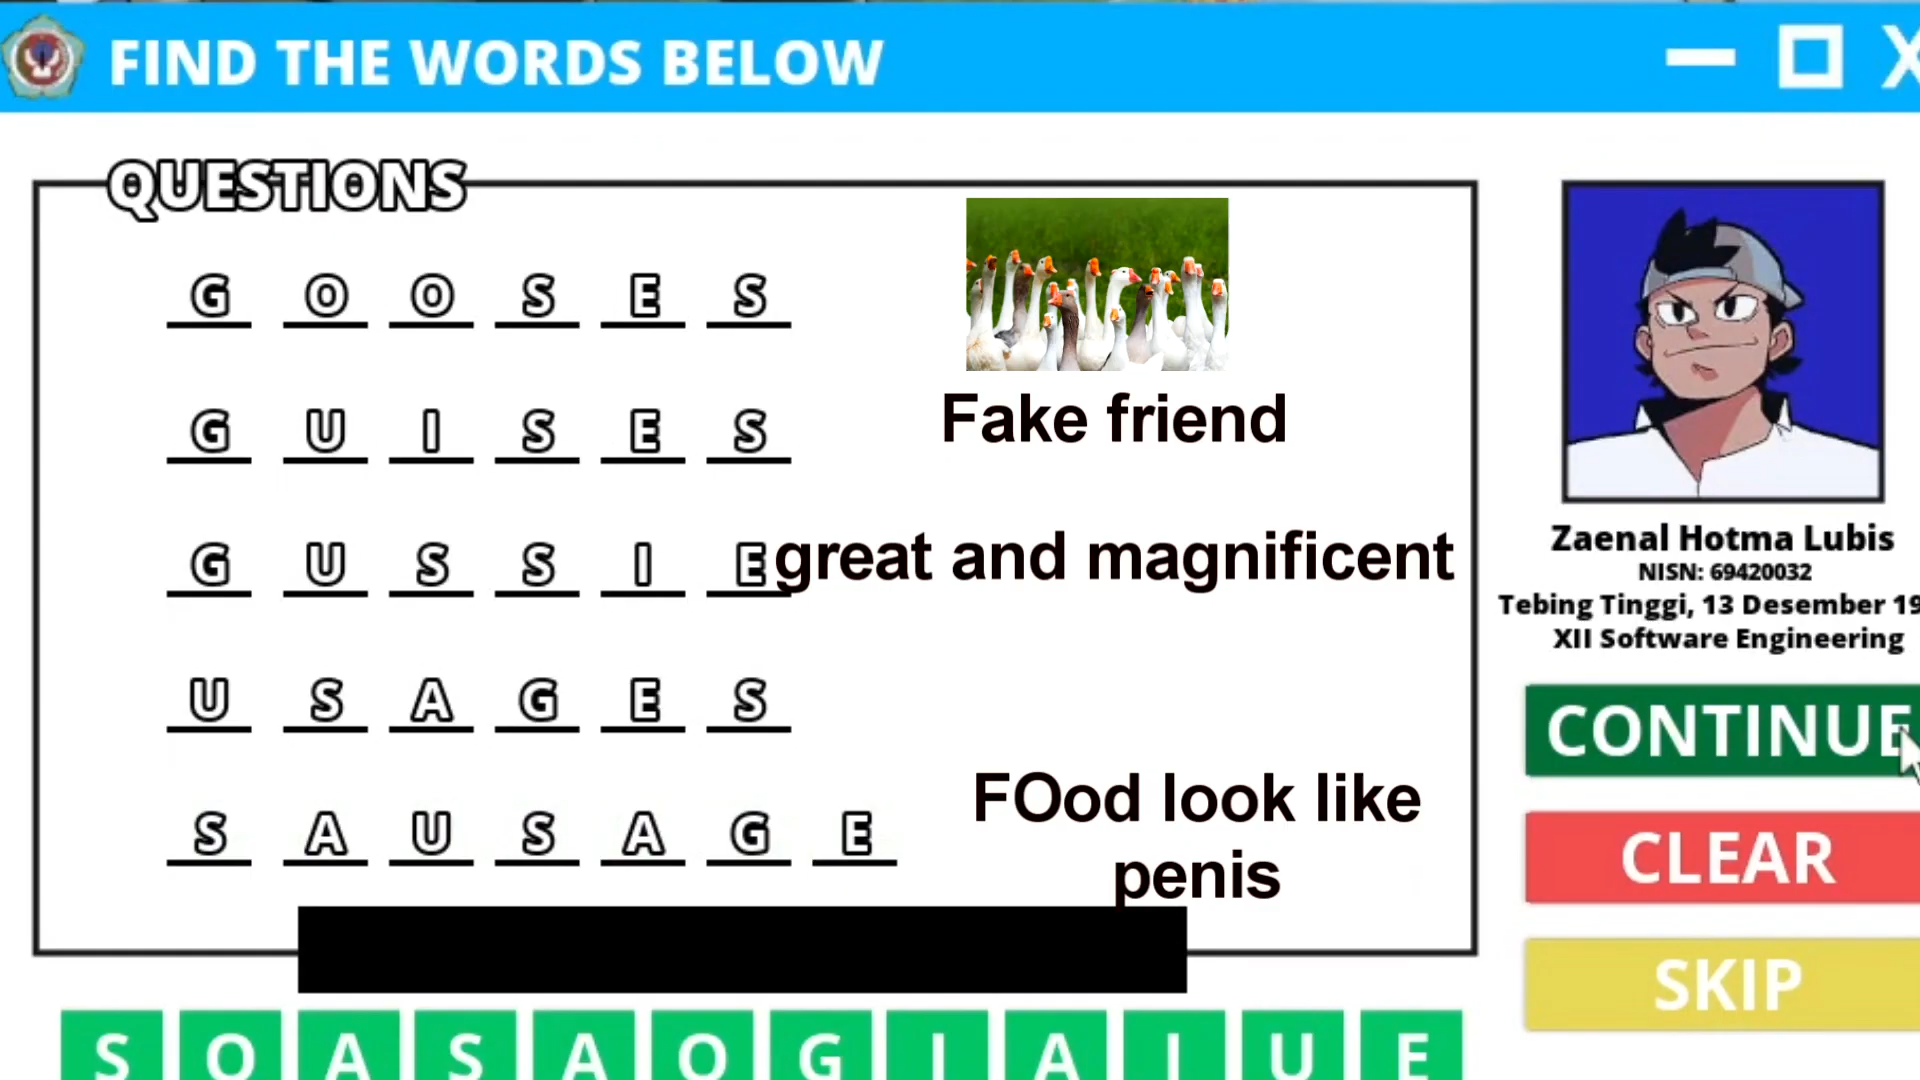 FIND THE WORDS BELOW
X
QUESTIONS
G O O S E S
Fake friend
G U I S E S
great and magnificent
G U S S I E
U S A G E S
FOod look like
penis
S A U S A G E
Zaenal Hotma Lubis
NISN: 69420032
Tebing Tinggi, 13 Desember 19
XII Software Engineering
CONTINUE
CLEAR
SKIP
S O A S A O G I A I U E